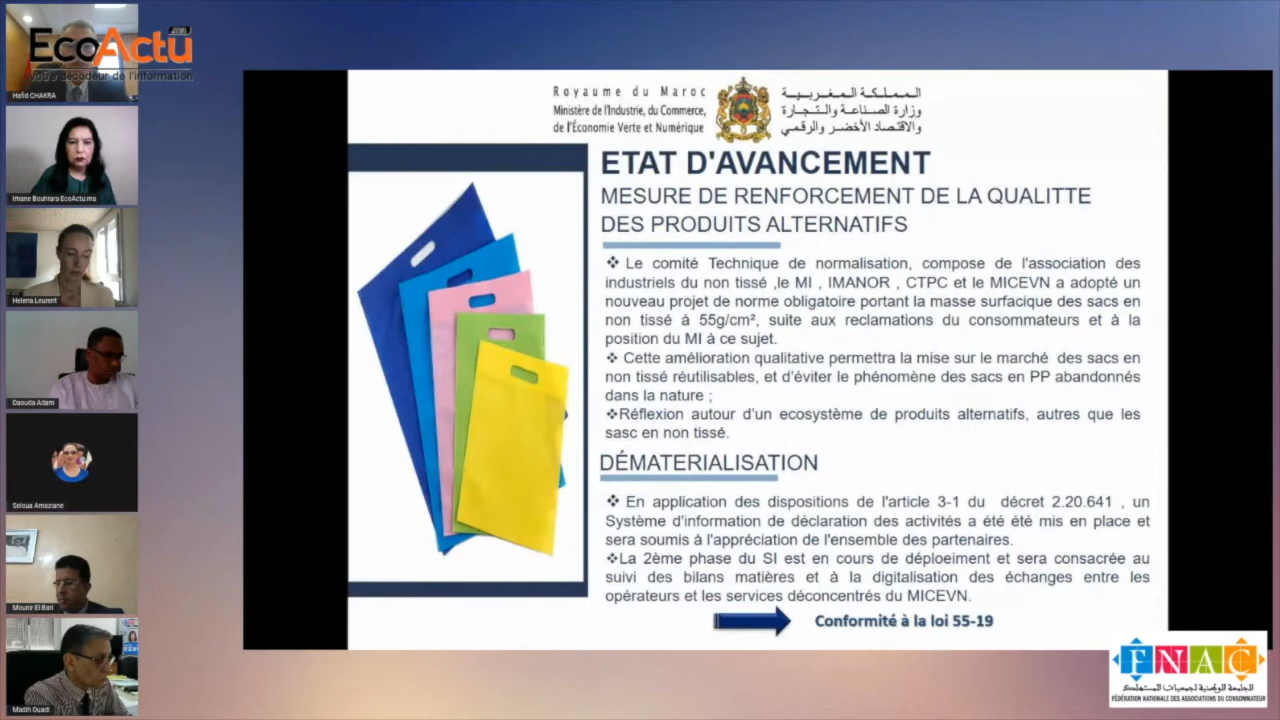 EcoActu
.ma
Votre décodeur de l'information
Hafid CHAKRA
Imane Bouhrara EcoActu.ma
Helena Leurent
Daouda Adam
Seloua Amaziane
Mounir El Bari
Madih Ouadi
Royaume du Maroc
Ministère de l'Industrie, du Commerce,
de l'Économie Verte et Numérique
المملكة المغربية
وزارة الصناعة والتجارة
والاقتصاد الأخضر والرقمي
ETAT D'AVANCEMENT
MESURE DE RENFORCEMENT DE LA QUALITTE
DES PRODUITS ALTERNATIFS
❖ Le comité Technique de normalisation, compose de l'association des
industriels du non tissé ,le MI , IMANOR , CTPC et le MICEVN a adopté un
nouveau projet de norme obligatoire portant la masse surfacique des sacs en
non tissé à 55g/cm², suite aux reclamations du consommateurs et à la
position du MI à ce sujet.
❖ Cette amélioration qualitative permettra la mise sur le marché des sacs en
non tissé réutilisables, et d'éviter le phénomène des sacs en PP abandonnés
dans la nature ;
❖Réflexion autour d'un ecosystème de produits alternatifs, autres que les
sasc en non tissé.
DÉMATERIALISATION
❖ En application des dispositions de l'article 3-1 du décret 2.20.641 , un
Système d'information de déclaration des activités a été été mis en place et
sera soumis à l'appréciation de l'ensemble des partenaires.
❖La 2ème phase du SI est en cours de déploeiment et sera consacrée au
suivi des bilans matières et à la digitalisation des échanges entre les
opérateurs et les services déconcentrés du MICEVN.
Conformité à la loi 55-19
FNAC
الجامعة الوطنية لجمعيات المستهلك
FÉDÉRATION NATIONALE DES ASSOCIATIONS DU CONSOMMATEUR